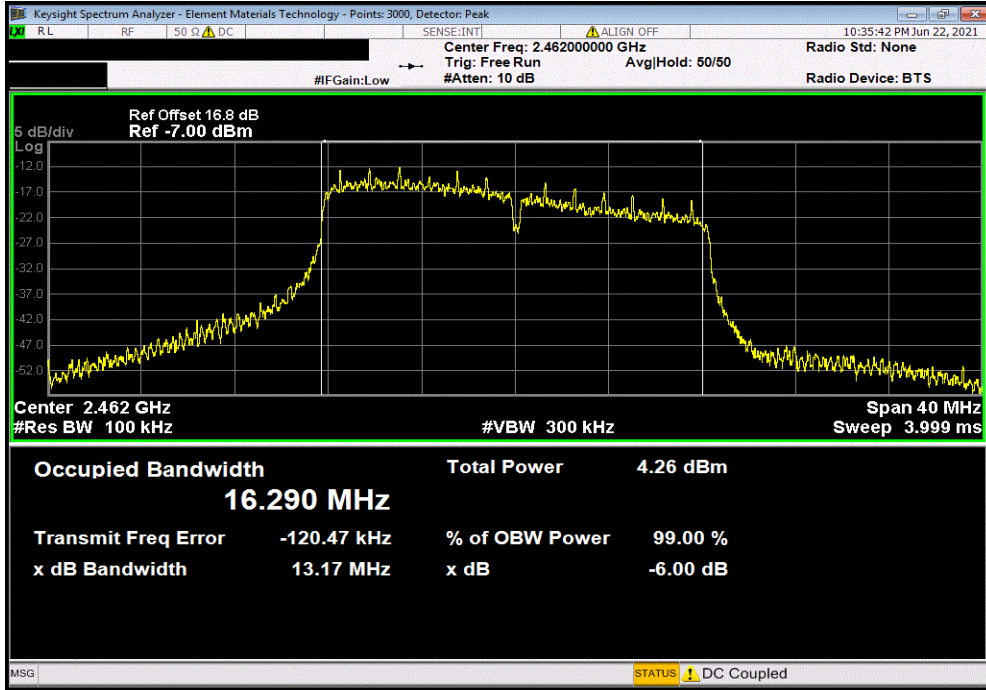 Keysight Spectrum Analyzer - Element Materials Technology - Points: 3000, Detector: Peak
LXI RL RF 50 Ω DC SENSE:INT ALIGN OFF 10:35:42 PM Jun 22, 2021
Center Freq: 2.462000000 GHz Radio Std: None
Trig: Free Run Avg|Hold: 50/50
#IFGain:Low #Atten: 10 dB Radio Device: BTS
Ref Offset 16.8 dB
5 dB/div Ref -7.00 dBm
Log
-12.0
-17.0
-22.0
-27.0
-32.0
-37.0
-42.0
-47.0
-52.0
Center 2.462 GHz Span 40 MHz
#Res BW 100 kHz #VBW 300 kHz Sweep 3.999 ms
Occupied Bandwidth Total Power 4.26 dBm
16.290 MHz
Transmit Freq Error -120.47 kHz % of OBW Power 99.00 %
x dB Bandwidth 13.17 MHz x dB -6.00 dB
MSG STATUS DC Coupled